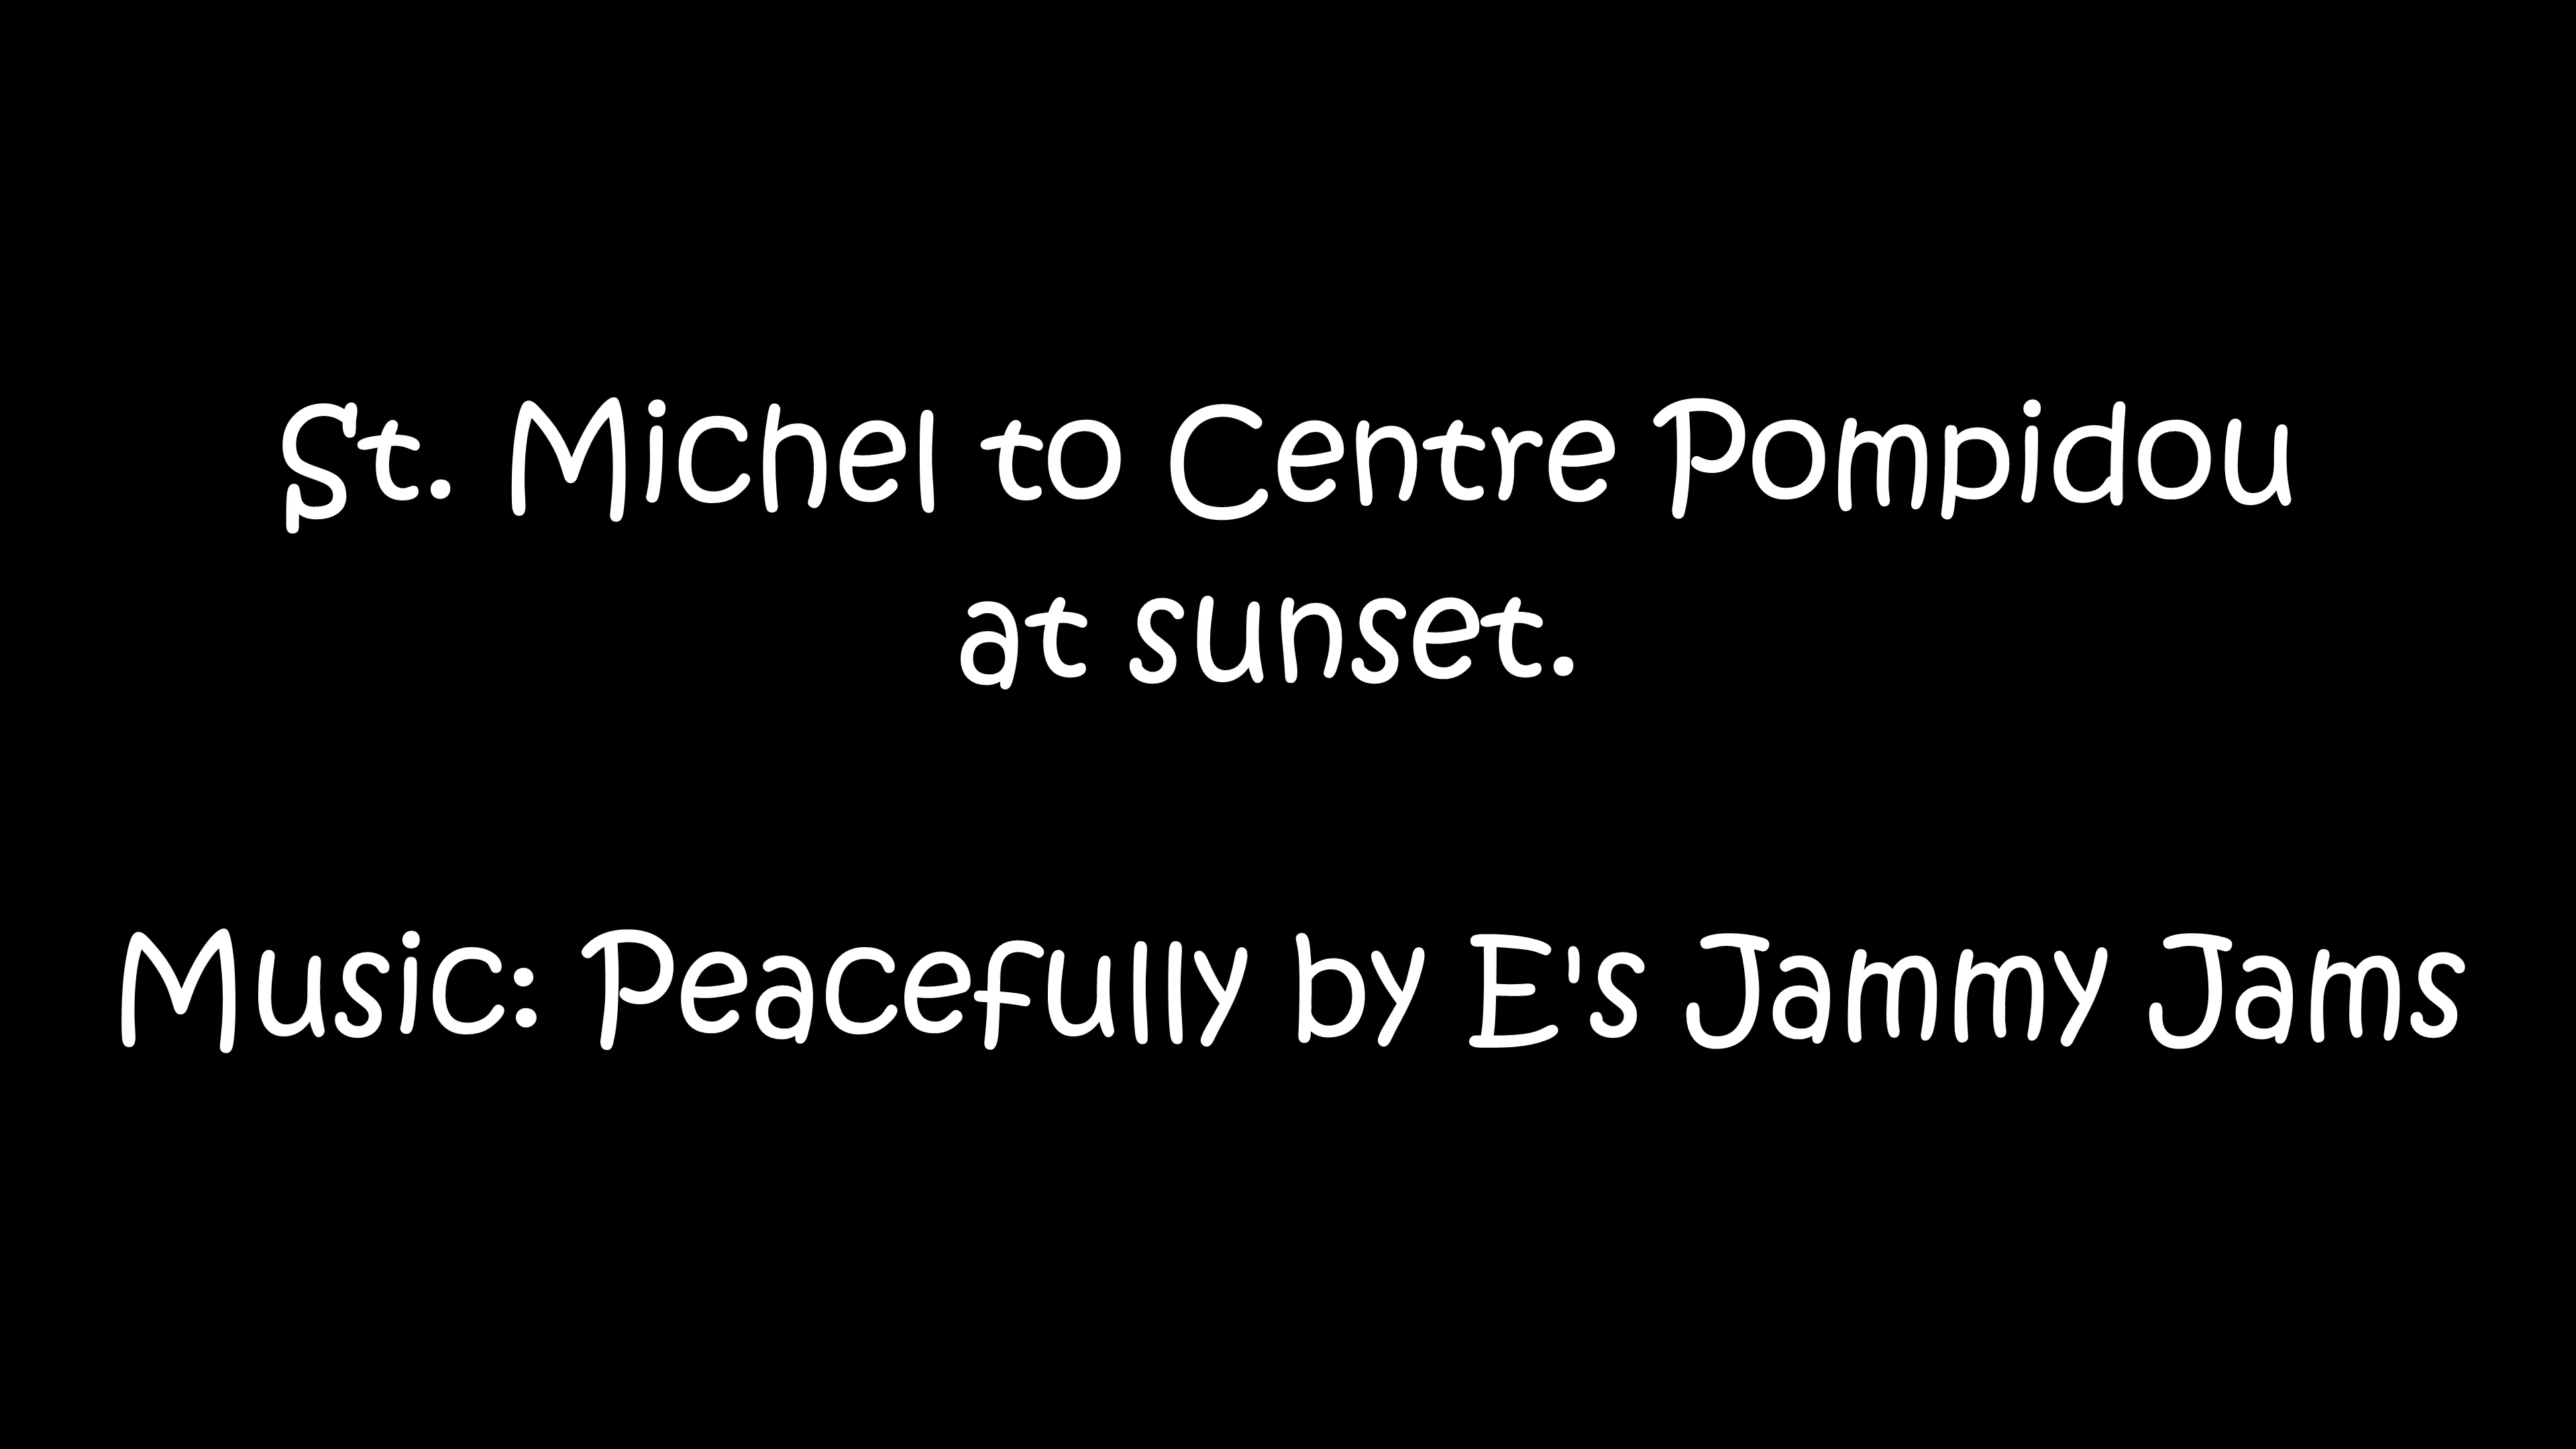 St. Michel to Centre Pompidou
at sunset.
Music: Peacefully by E's Jammy Jams